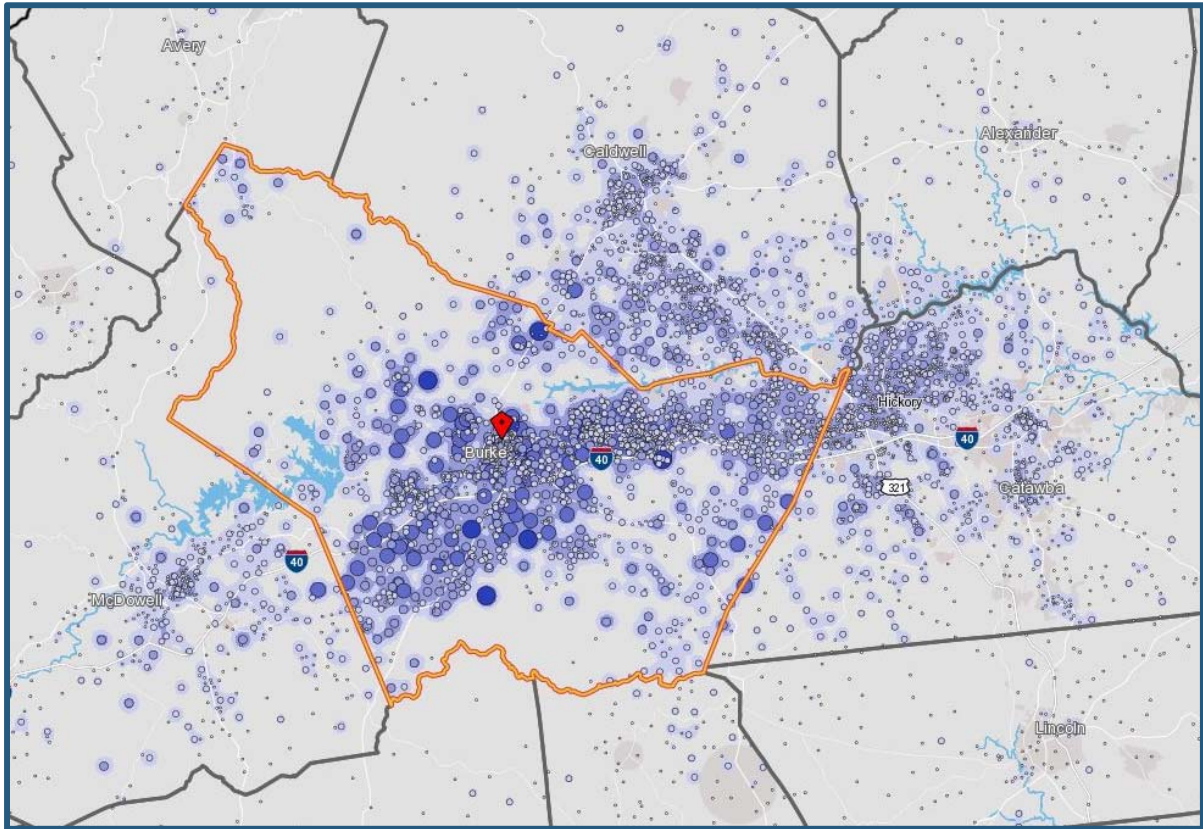 Avery
Alexander
Caldwell
Hickory
Burke
40
40
321
Catawba
40
McDowell
Lincoln